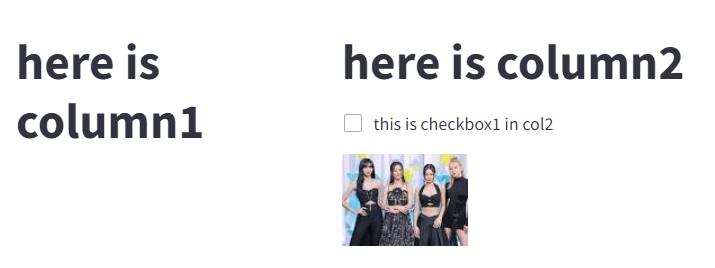 here is
column1
here is column2
this is checkbox1 in col2